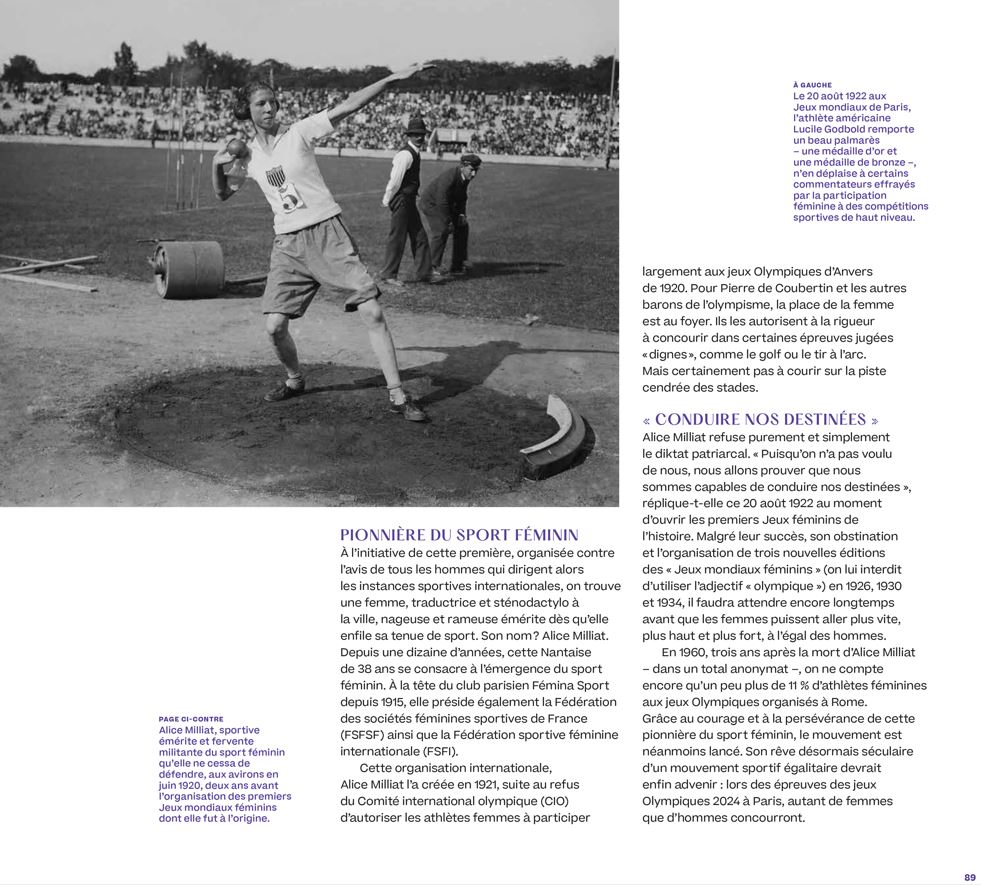 5
À GAUCHE
Le 20 août 1922 aux
Jeux mondiaux de Paris,
l'athlète américaine
Lucile Godbold remporte
un beau palmarès
– une médaille d'or et
une médaille de bronze –,
n'en déplaise à certains
commentateurs effrayés
par la participation
féminine à des compétitions
sportives de haut niveau.
PAGE CI-CONTRE
Alice Milliat, sportive
émérite et fervente
militante du sport féminin
qu'elle ne cessa de
défendre, aux avirons en
juin 1920, deux ans avant
l'organisation des premiers
Jeux mondiaux féminins
dont elle fut à l'origine.
PIONNIÈRE DU SPORT FÉMININ
À l'initiative de cette première, organisée contre
l'avis de tous les hommes qui dirigent alors
les instances sportives internationales, on trouve
une femme, traductrice et sténodactylo à
la ville, nageuse et rameuse émérite dès qu'elle
enfile sa tenue de sport. Son nom? Alice Milliat.
Depuis une dizaine d'années, cette Nantaise
de 38 ans se consacre à l'émergence du sport
féminin. À la tête du club parisien Fémina Sport
depuis 1915, elle préside également la Fédération
des sociétés féminines sportives de France
(FSFSF) ainsi que la Fédération sportive féminine
internationale (FSFI).
Cette organisation internationale,
Alice Milliat l'a créée en 1921, suite au refus
du Comité international olympique (CIO)
d'autoriser les athlètes femmes à participer
largement aux jeux Olympiques d'Anvers
de 1920. Pour Pierre de Coubertin et les autres
barons de l'olympisme, la place de la femme
est au foyer. Ils les autorisent à la rigueur
à concourir dans certaines épreuves jugées
«dignes», comme le golf ou le tir à l'arc.
Mais certainement pas à courir sur la piste
cendrée des stades.
« CONDUIRE NOS DESTINÉES »
Alice Milliat refuse purement et simplement
le diktat patriarcal. « Puisqu'on n'a pas voulu
de nous, nous allons prouver que nous
sommes capables de conduire nos destinées »,
réplique-t-elle ce 20 août 1922 au moment
d'ouvrir les premiers Jeux féminins de
l'histoire. Malgré leur succès, son obstination
et l'organisation de trois nouvelles éditions
des « Jeux mondiaux féminins » (on lui interdit
d'utiliser l'adjectif « olympique ») en 1926, 1930
et 1934, il faudra attendre encore longtemps
avant que les femmes puissent aller plus vite,
plus haut et plus fort, à l'égal des hommes.
En 1960, trois ans après la mort d'Alice Milliat
– dans un total anonymat –, on ne compte
encore qu'un peu plus de 11 % d'athlètes féminines
aux jeux Olympiques organisés à Rome.
Grâce au courage et à la persévérance de cette
pionnière du sport féminin, le mouvement est
néanmoins lancé. Son rêve désormais séculaire
d'un mouvement sportif égalitaire devrait
enfin advenir : lors des épreuves des jeux
Olympiques 2024 à Paris, autant de femmes
que d'hommes concourront.
89